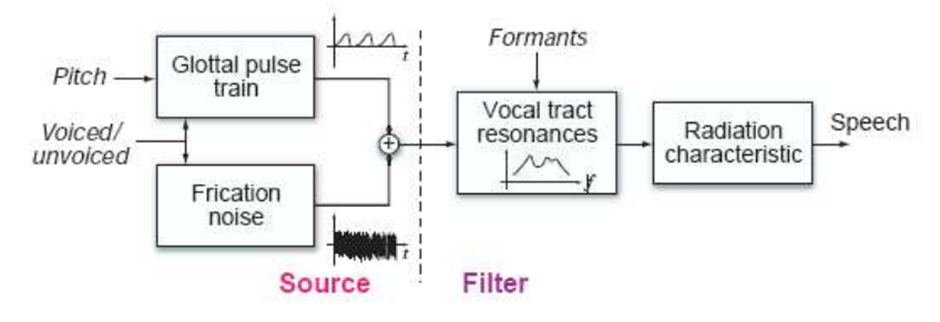 Formants
Pitch
Glottal pulse
train
t
Voiced/
unvoiced
+
Vocal tract
resonances
f
Radiation
characteristic
Speech
Frication
noise
t
Source
Filter